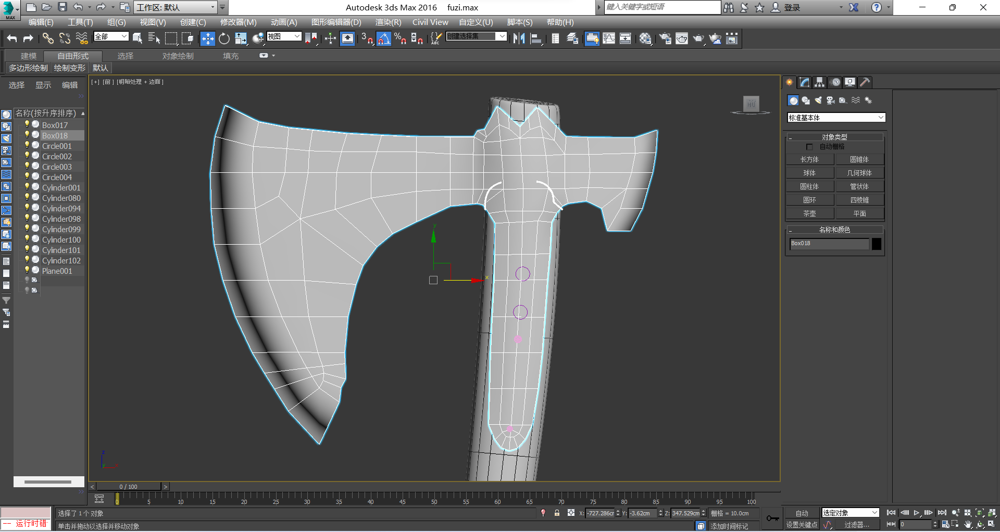 MAX
工作区: 默认
Autodesk 3ds Max 2016 fuzi.max
键入关键字或短语
登录
编辑(E) 工具(T) 组(G) 视图(V) 创建(C) 修改器(M) 动画(A) 图形编辑器(D) 渲染(R) Civil View 自定义(U) 脚本(S) 帮助(H)
全部
视图
3
%
ABC
创建选择集
建模 自由形式 选择 对象绘制 填充
多边形绘制 绘制变形 默认
选择 显示 编辑
名称(按升序排序)
Box017
Box018
Circle001
Circle002
Circle003
Circle004
Cylinder001
Cylinder080
Cylinder094
Cylinder098
Cylinder099
Cylinder100
Cylinder101
Cylinder102
Plane001
[+] [前] [明暗处理 + 边面]
前
y
x
z
y
标准基本体
对象类型
自动栅格
长方体 圆锥体
球体 几何球体
圆柱体 管状体
圆环 四棱锥
茶壶 平面
名称和颜色
Box018
< 0 / 100 >
0 5 10 15 20 25 30 35 40 45 50 55 60 65 70 75 80 85 90 95 100
选择了 1 个 对象
X: -727.286cm Y: -3.62cm Z: 347.529cm 栅格 = 10.0cm
自动 选定对象
-- 运行时错
单击并拖动以选择并移动对象
添加时间标记
设置关键点 过滤器...
0